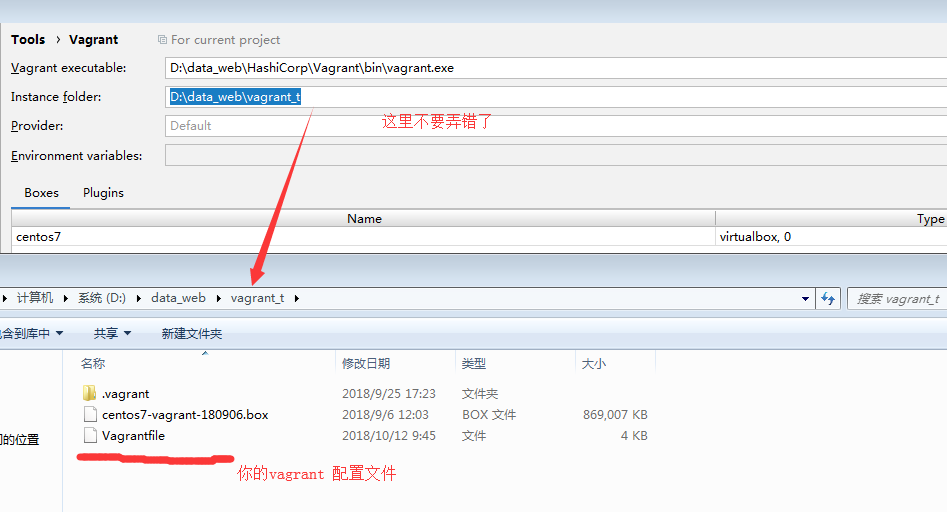 Tools › Vagrant For current project
Vagrant executable: D:\data_web\HashiCorp\Vagrant\bin\vagrant.exe
Instance folder: D:\data_web\vagrant_t
这里不要弄错了
Provider: Default
Environment variables:
Boxes Plugins
Name Type
centos7 virtualbox, 0
计算机 系统 (D:) data_web vagrant_t 搜索 vagrant_t
含到库中 共享 新建文件夹
名称 修改日期 类型 大小
.vagrant 2018/9/25 17:23 文件夹
centos7-vagrant-180906.box 2018/9/6 12:03 BOX 文件 869,007 KB
Vagrantfile 2018/10/12 9:45 文件 4 KB
的位置
你的vagrant 配置文件